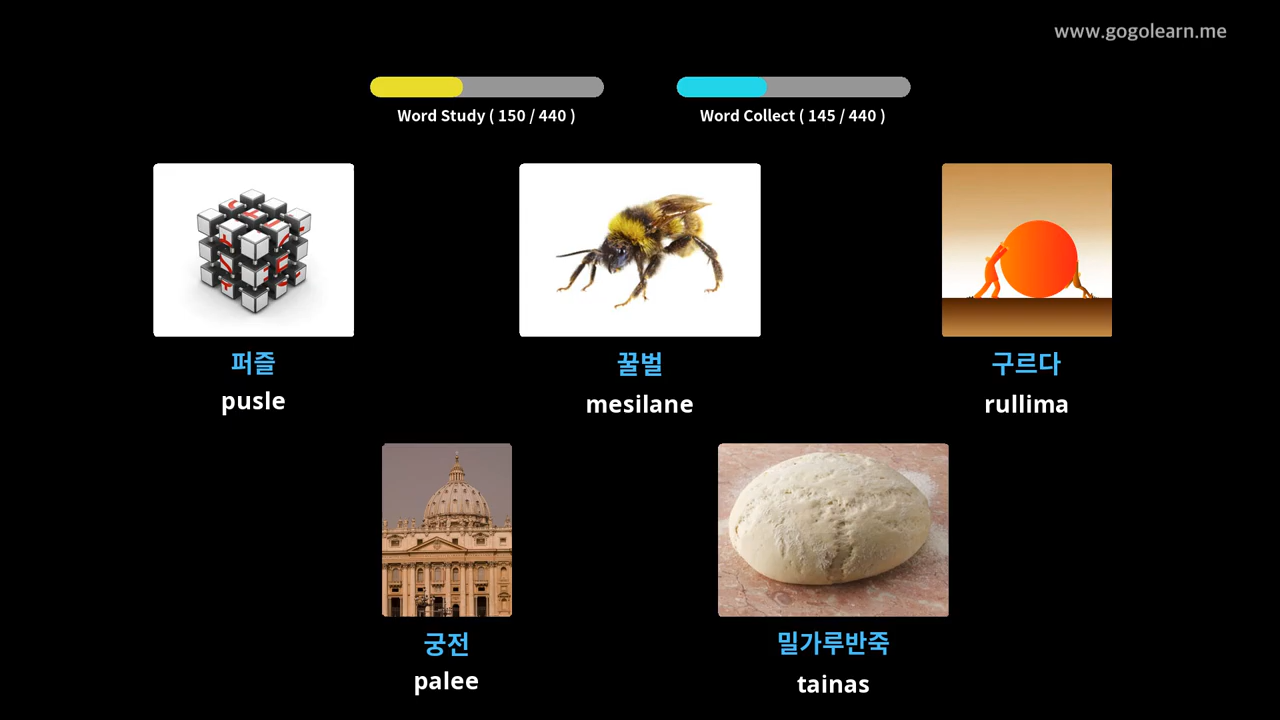 www.gogolearn.me
Word Study ( 150 / 440 )
Word Collect ( 145 / 440 )
퍼즐
pusle
꿀벌
mesilane
구르다
rullima
궁전
palee
밀가루반죽
tainas